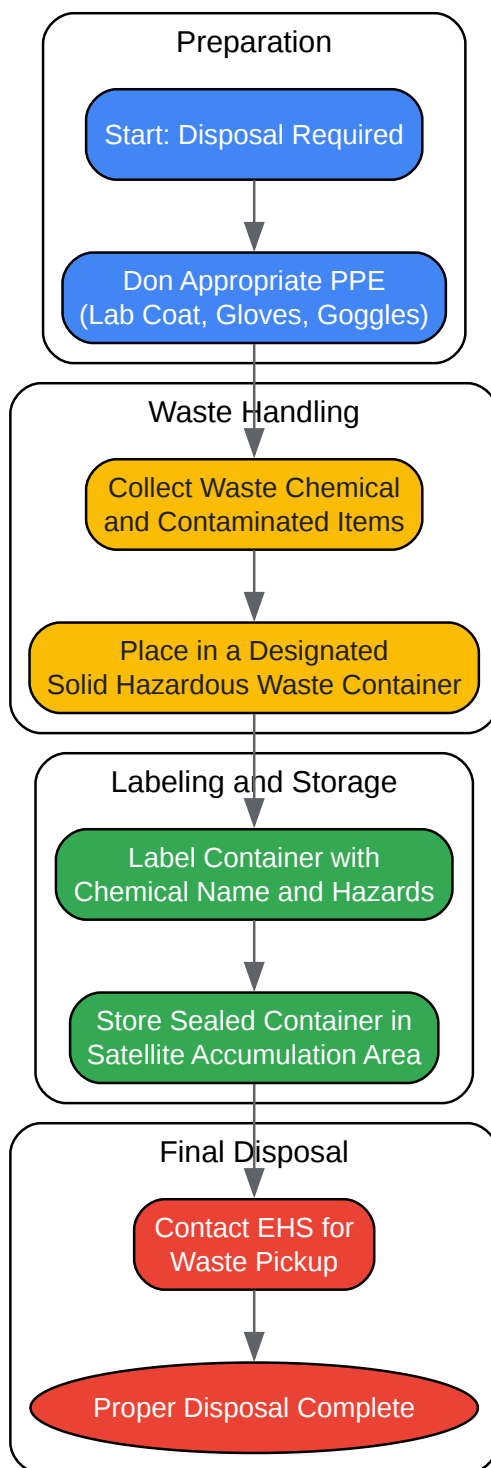 Preparation
Start: Disposal Required
Don Appropriate PPE
(Lab Coat, Gloves, Goggles)
Waste Handling
Collect Waste Chemical
and Contaminated Items
Place in a Designated
Solid Hazardous Waste Container
Labeling and Storage
Label Container with
Chemical Name and Hazards
Store Sealed Container in
Satellite Accumulation Area
Final Disposal
Contact EHS for
Waste Pickup
Proper Disposal Complete